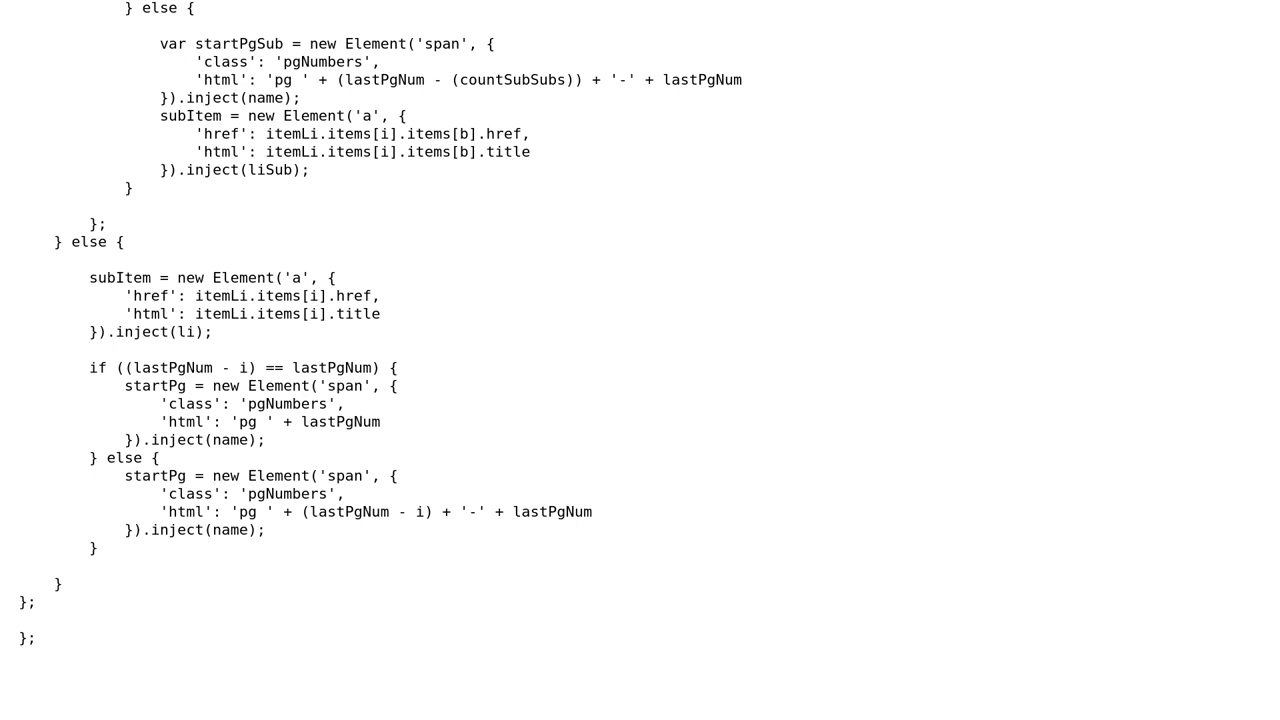 } else {
var startPgSub = new Element('span', {
'class': 'pgNumbers',
'html': 'pg ' + (lastPgNum - (countSubSubs)) + '-' + lastPgNum
}).inject(name);
subItem = new Element('a', {
'href': itemLi.items[i].items[b].href,
'html': itemLi.items[i].items[b].title
}).inject(liSub);
}
};
} else {
subItem = new Element('a', {
'href': itemLi.items[i].href,
'html': itemLi.items[i].title
}).inject(li);
if ((lastPgNum - i) == lastPgNum) {
startPg = new Element('span', {
'class': 'pgNumbers',
'html': 'pg ' + lastPgNum
}).inject(name);
} else {
startPg = new Element('span', {
'class': 'pgNumbers',
'html': 'pg ' + (lastPgNum - i) + '-' + lastPgNum
}).inject(name);
}
}
};
};